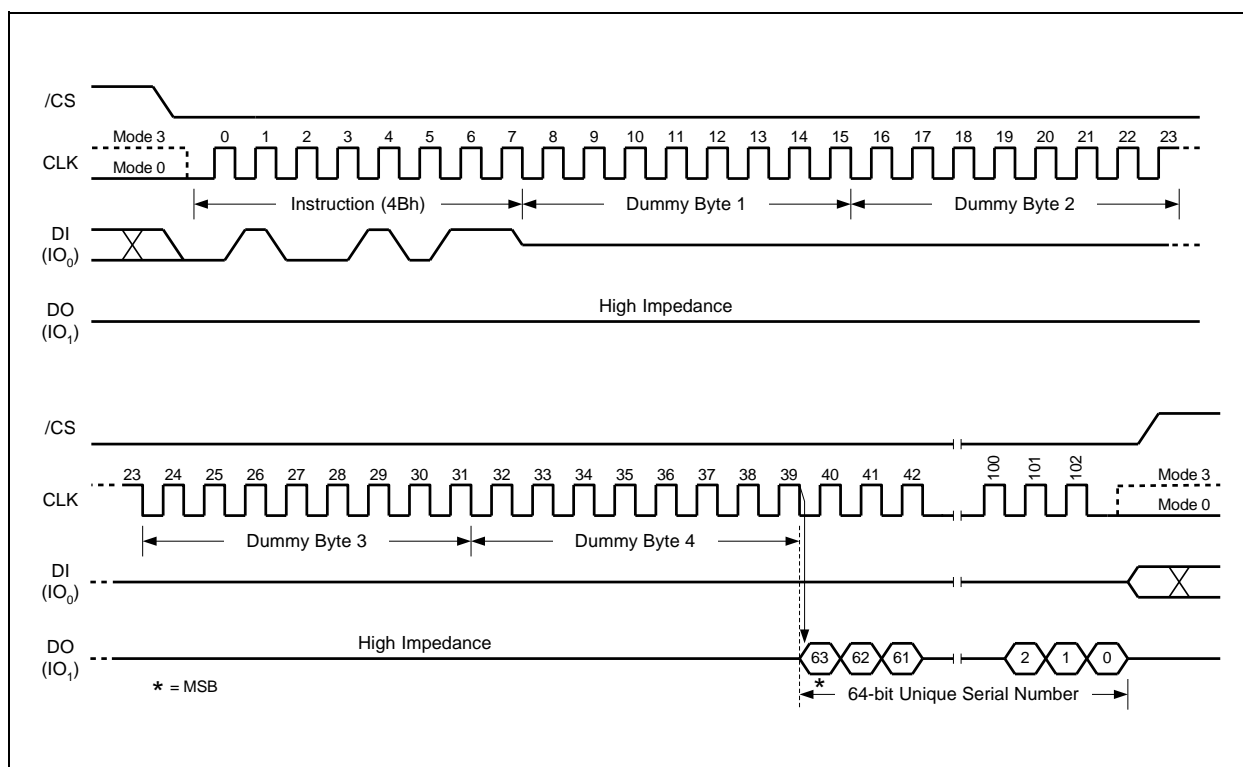 /CS
Mode 3
0 1 2 3 4 5 6 7 8 9 10 11 12 13 14 15 16 17 18 19 20 21 22 23
CLK
Mode 0
Instruction (4Bh) Dummy Byte 1 Dummy Byte 2
DI
(IO0)
High Impedance
DO
(IO1)
/CS
23 24 25 26 27 28 29 30 31 32 33 34 35 36 37 38 39 40 41 42 100 101 102
Mode 3
CLK
Mode 0
Dummy Byte 3 Dummy Byte 4
DI
(IO0)
High Impedance
DO
(IO1)
63 62 61 2 1 0
* = MSB
*
64-bit Unique Serial Number